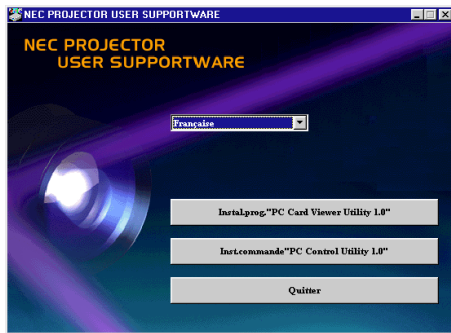 NEC PROJECTOR USER SUPPORTWARE
NEC PROJECTOR
USER SUPPORTWARE
Française
Instal.prog."PC Card Viewer Utility 1.0"
Inst.commande"PC Control Utility 1.0"
Quitter